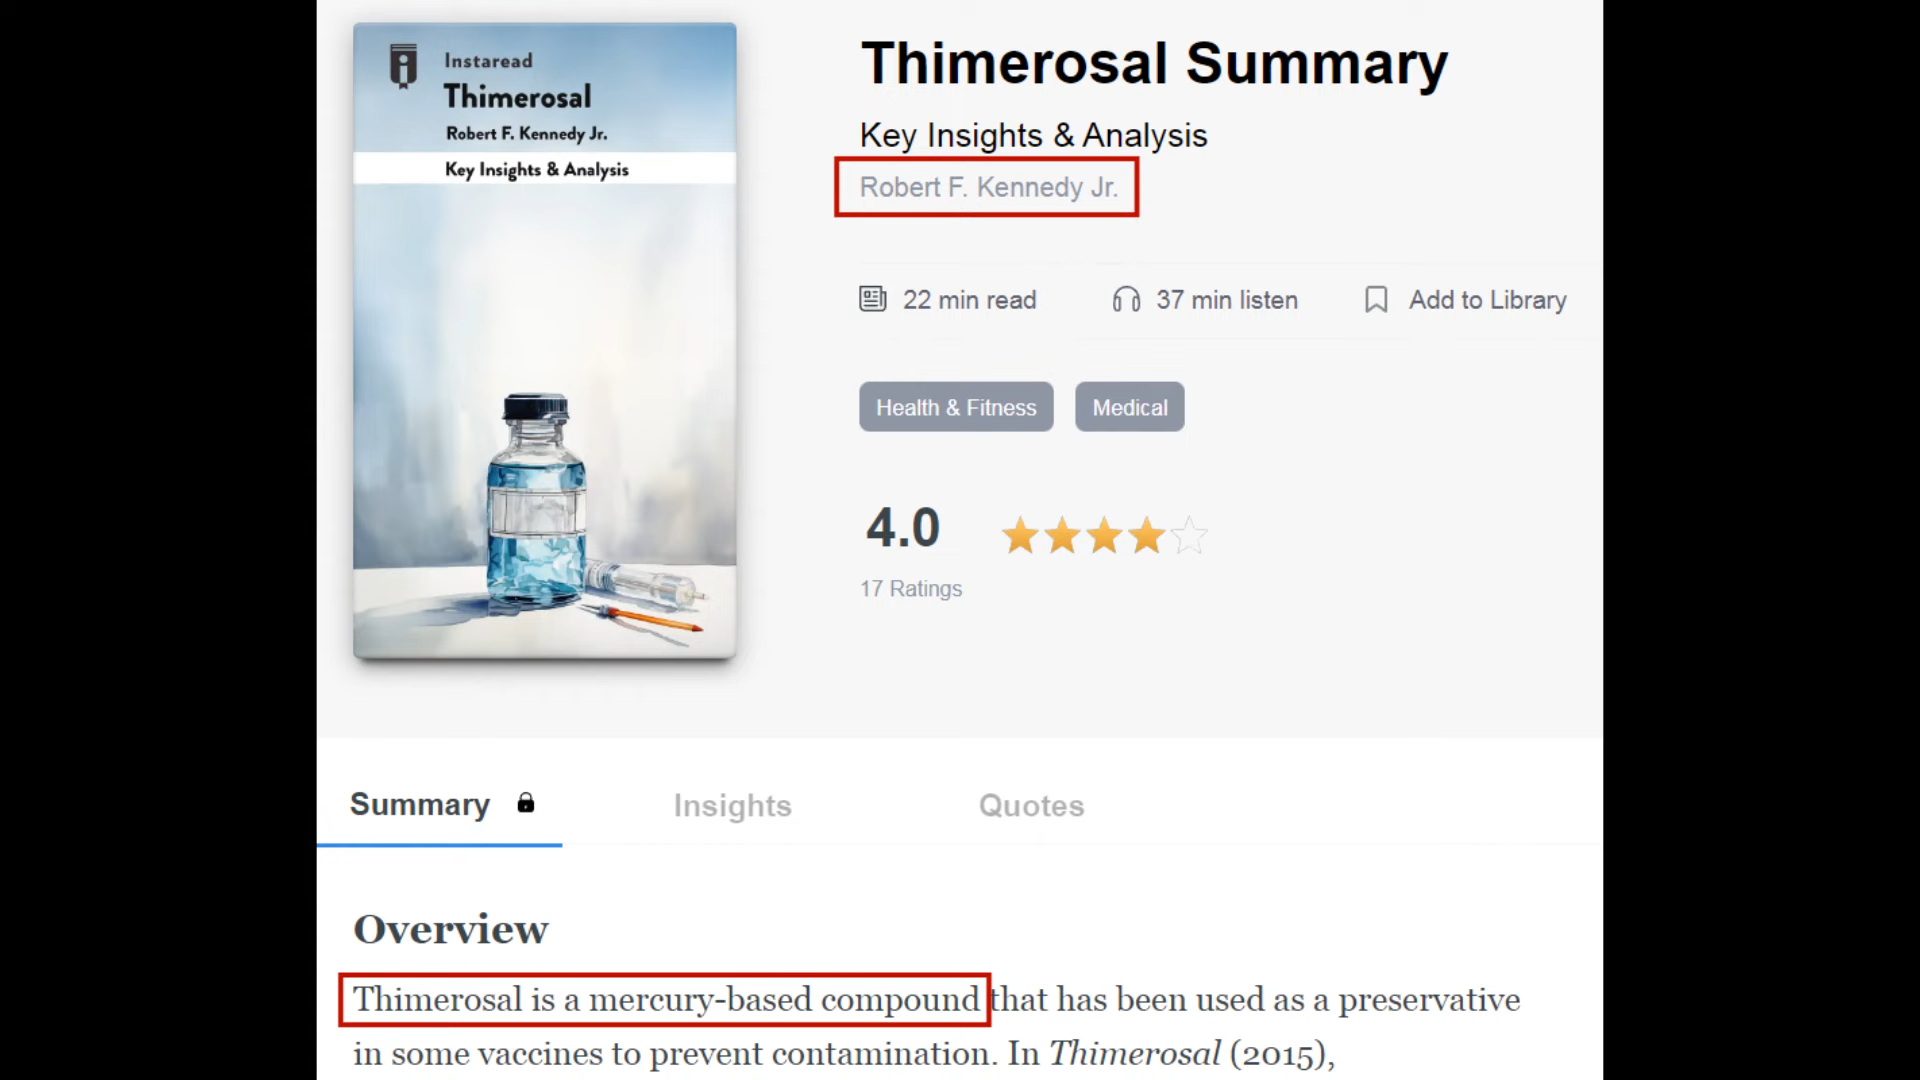 Instaread
Thimerosal
Robert F. Kennedy Jr.
Key Insights & Analysis
Thimerosal Summary
Key Insights & Analysis
Robert F. Kennedy Jr.
22 min read
37 min listen
Add to Library
Health & Fitness
Medical
4.0
17 Ratings
Summary
Insights
Quotes
Overview
Thimerosal is a mercury-based compound that has been used as a preservative
in some vaccines to prevent contamination. In Thimerosal (2015),